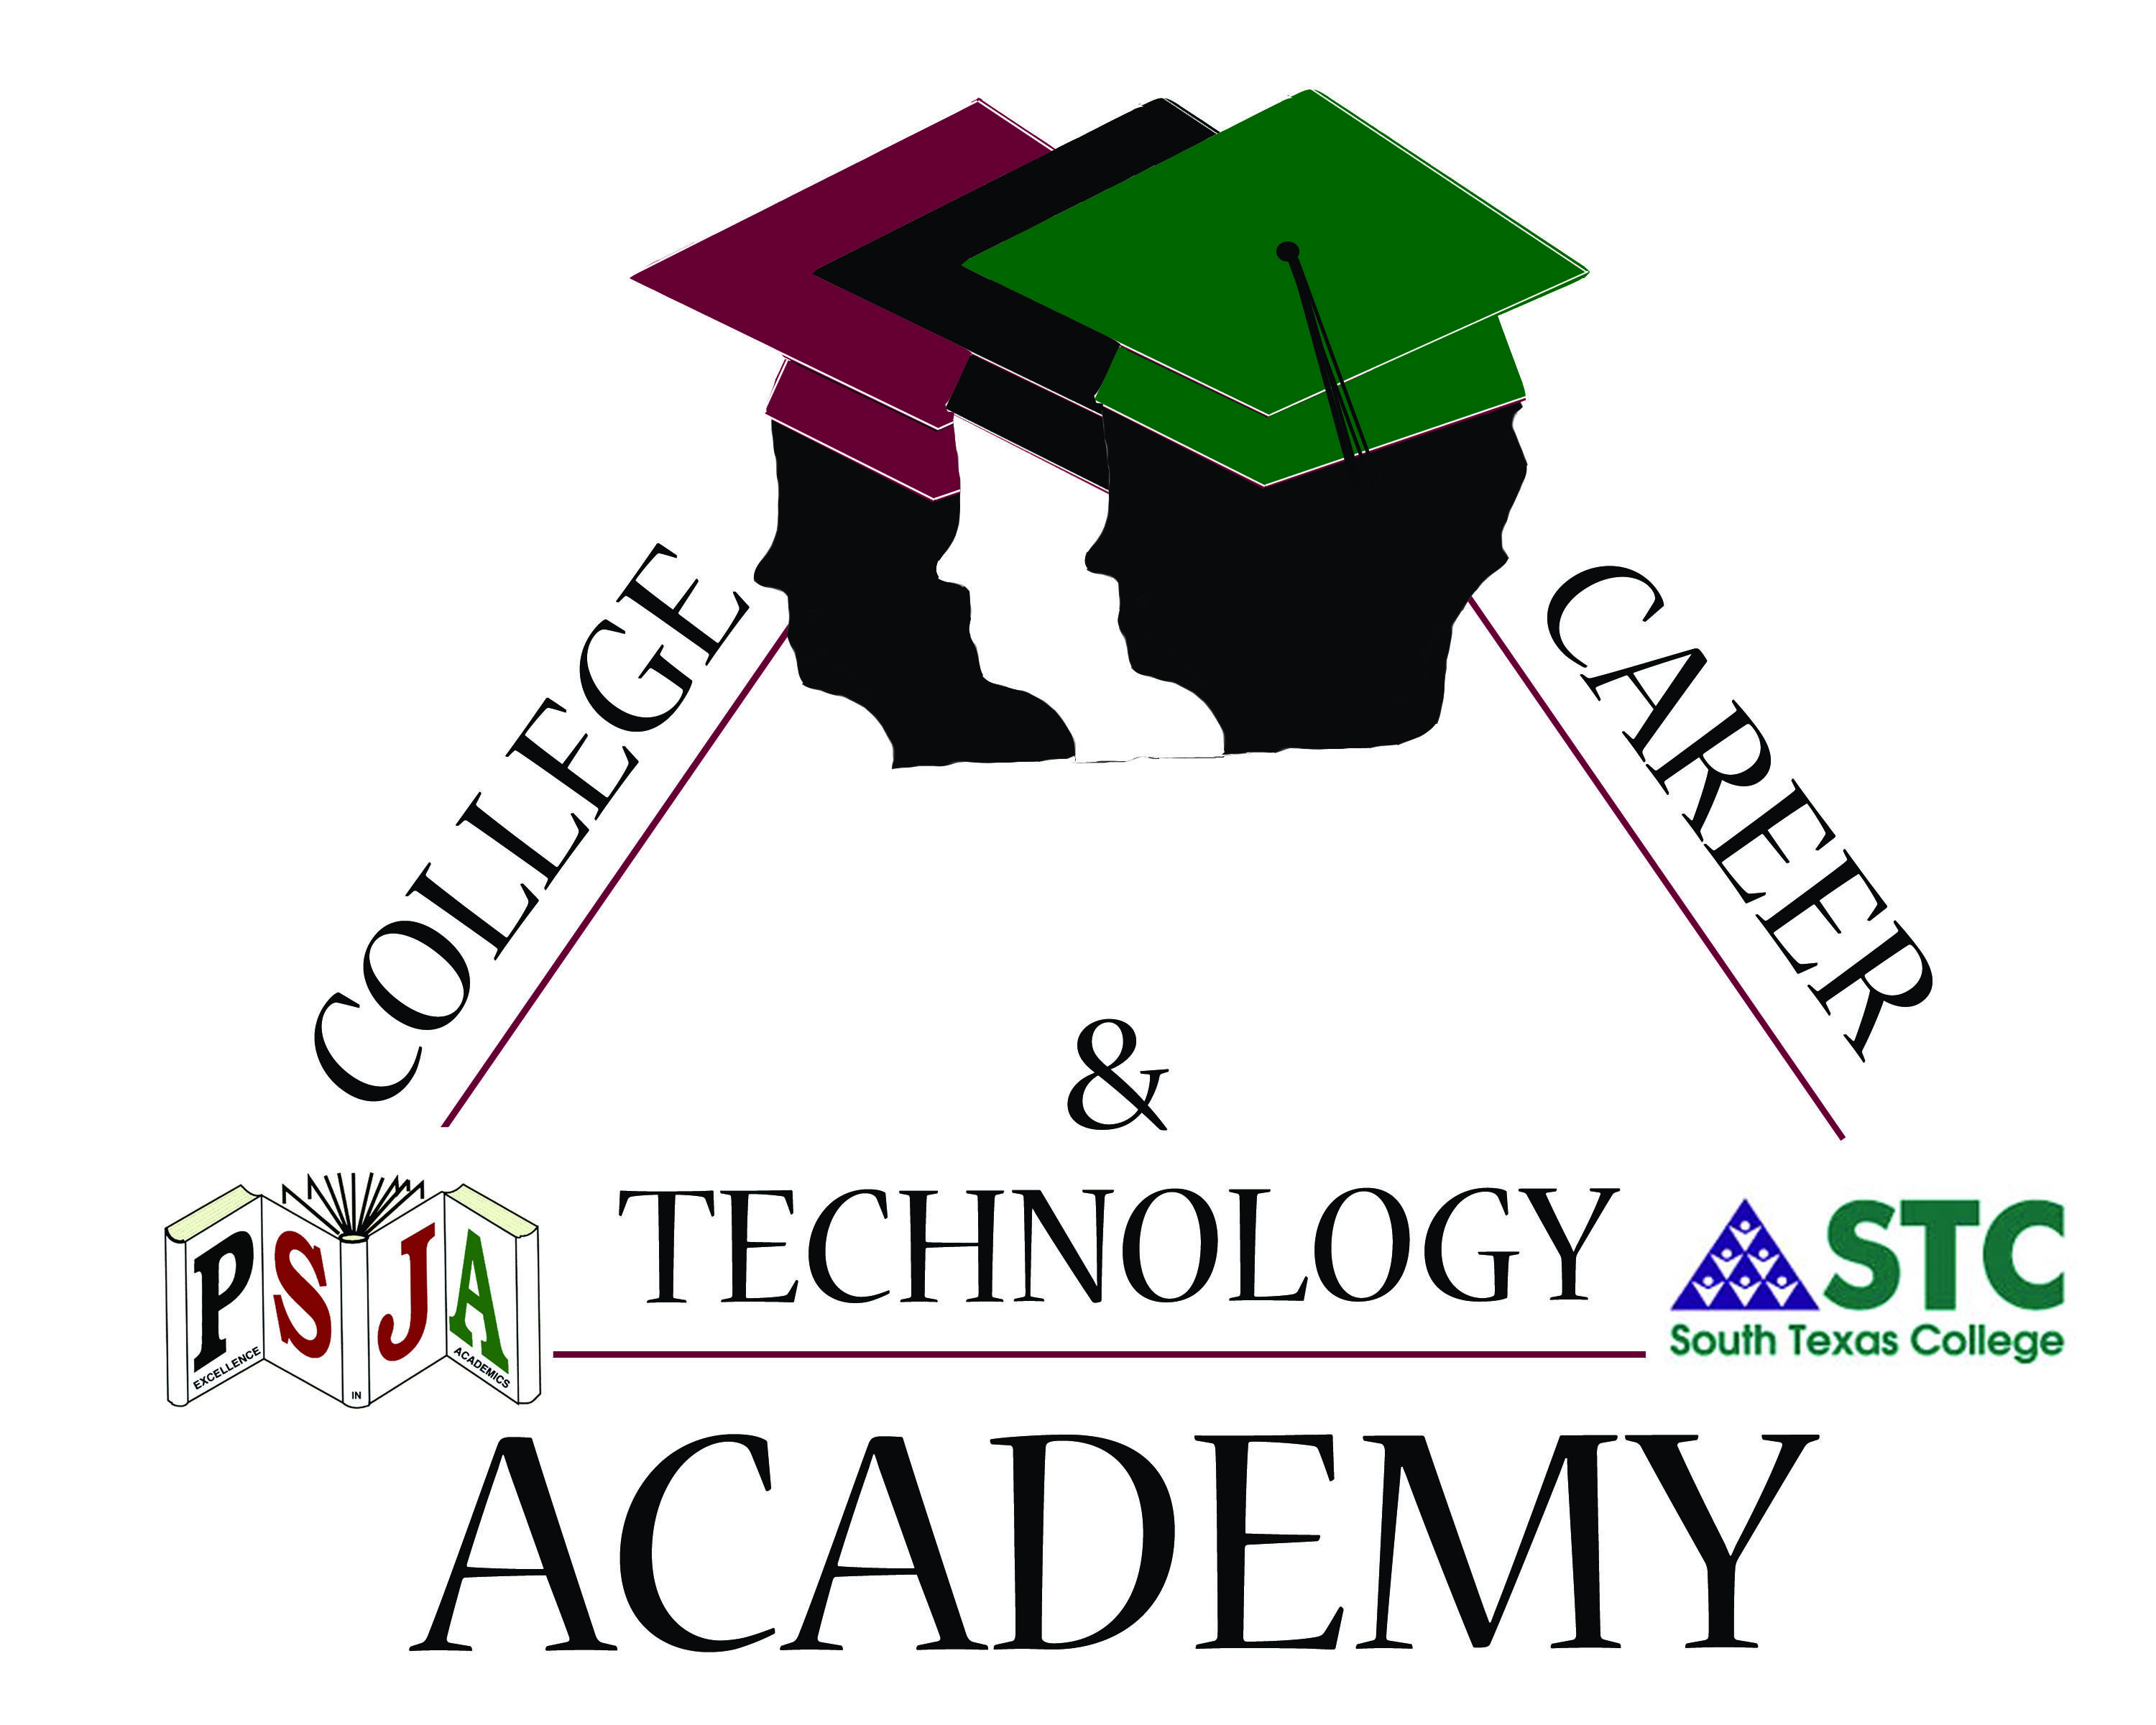 COLLEGE
CAREER
&
TECHNOLOGY
PSJA
EXCELLENCE
IN
ACADEMICS
STC
South Texas College
ACADEMY